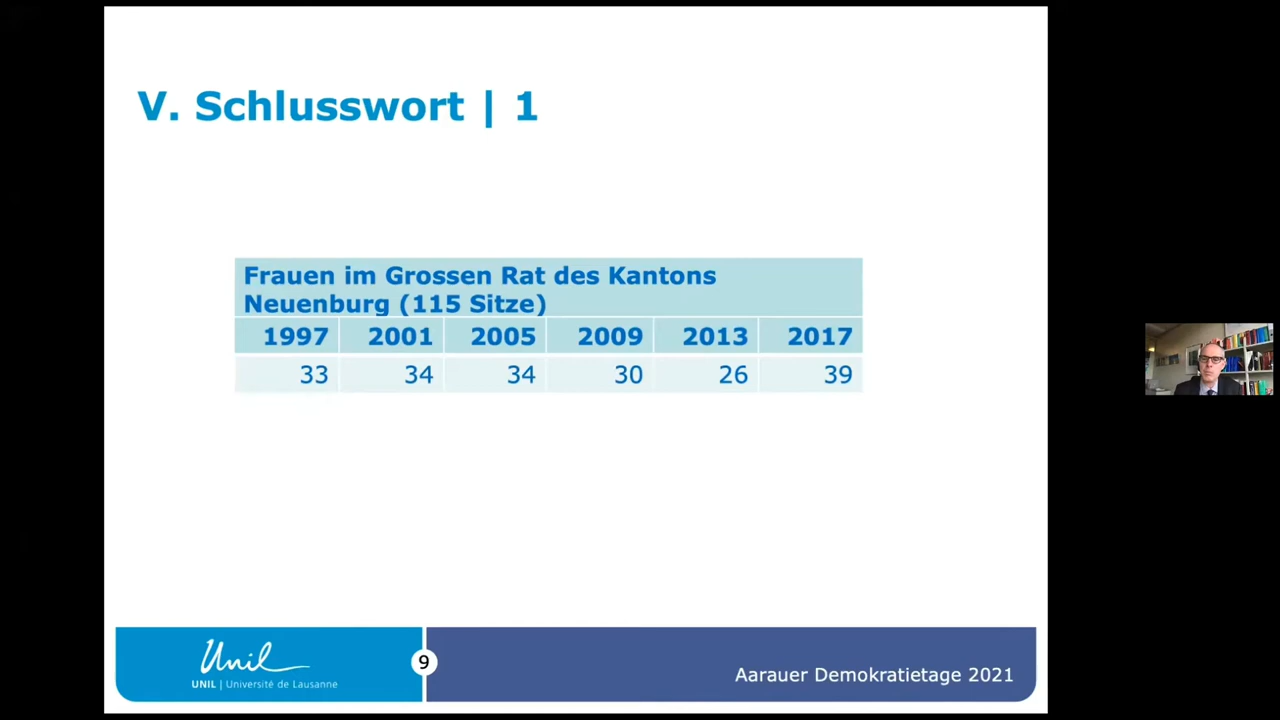 V. Schlusswort | 1
Frauen im Grossen Rat des Kantons
Neuenburg (115 Sitze)
1997 2001 2005 2009 2013 2017
33 34 34 30 26 39
Unil
UNIL | Université de Lausanne
9
Aarauer Demokratietage 2021